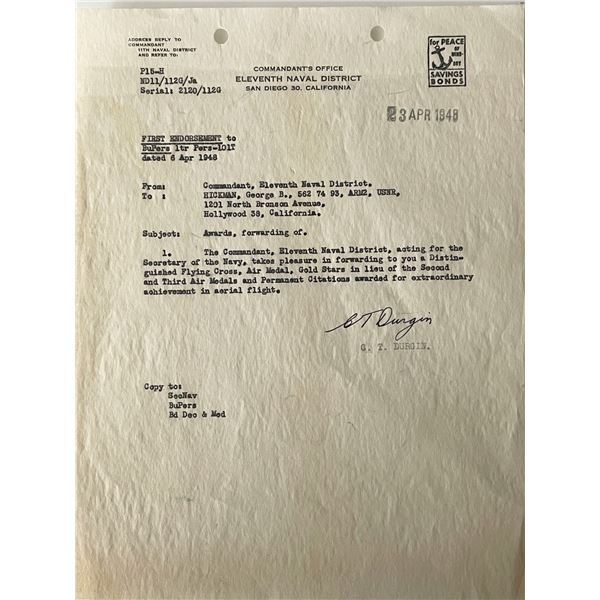 ADDRESS REPLY TO
COMMANDANT
11TH NAVAL DISTRICT
AND REFER TO:
P15-H
ND11/112G/Ja
Serial: 2120/112G
COMMANDANT'S OFFICE
ELEVENTH NAVAL DISTRICT
SAN DIEGO 30, CALIFORNIA
for PEACE
OF
MIND
BUY
SAVINGS
BONDS
23 APR 1948
FIRST ENDORSEMENT to
BuPers ltr Pers-101T
dated 6 Apr 1948
From: Commandant, Eleventh Naval District.
To : HICKMAN, George B., 562 74 93, ARM2, USNR,
1201 North Bronson Avenue,
Hollywood 38, California.
Subject: Awards, forwarding of.
1. The Commandant, Eleventh Naval District, acting for the
Secretary of the Navy, takes pleasure in forwarding to you a Distin-
guished Flying Cross, Air Medal, Gold Stars in lieu of the Second
and Third Air Medals and Permanent Citations awarded for extraordinary
achievement in aerial flight.
C T Durgin
C. T. DURGIN.
Copy to:
SecNav
BuPers
Bd Dec & Med